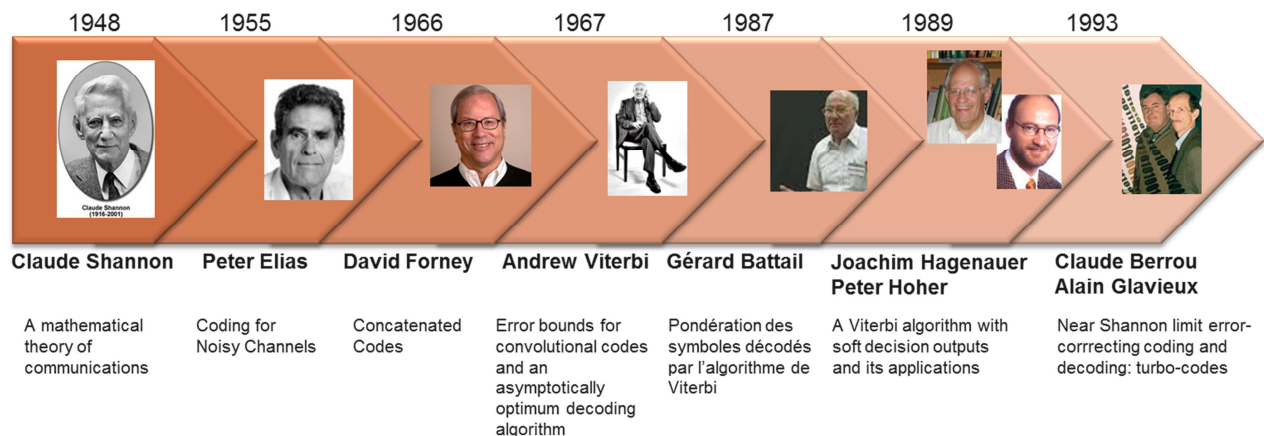 1948
1955
1966
1967
1987
1989
1993
Claude Shannon
(1916-2001)
Claude Shannon
Peter Elias
David Forney
Andrew Viterbi
Gérard Battail
Joachim Hagenauer
Peter Hoher
Claude Berrou
Alain Glavieux
A mathematical
theory of
communications
Coding for
Noisy Channels
Concatenated
Codes
Error bounds for
convolutional codes
and an
asymptotically
optimum decoding
algorithm
Pondération des
symboles décodés
par l'algorithme de
Viterbi
A Viterbi algorithm with
soft decision outputs
and its applications
Near Shannon limit error-
corrrecting coding and
decoding: turbo-codes